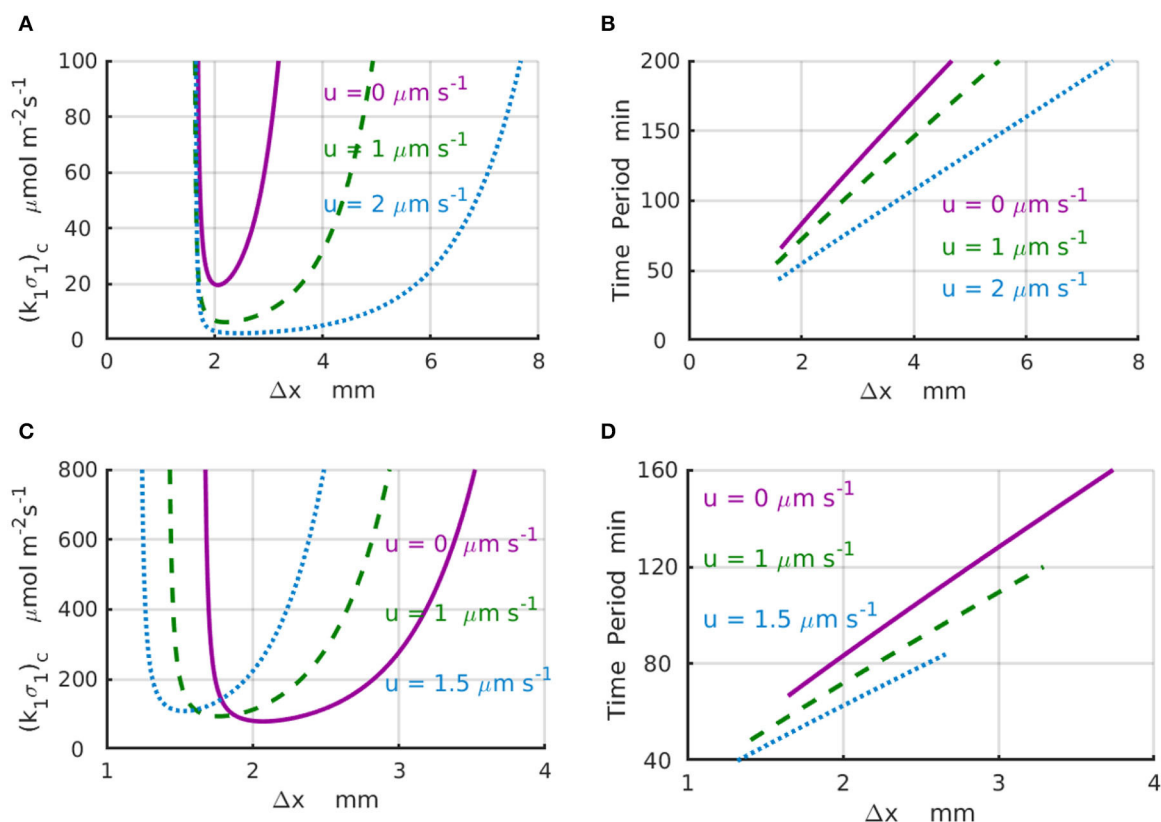 A
(k₁σ₁)c μmol m⁻²s⁻¹
100
80
60
40
20
0
u = 0 μm s⁻¹
u = 1 μm s⁻¹
u = 2 μm s⁻¹
0 2 4 6 8
Δx mm
B
Time Period min
200
150
100
50
0
u = 0 μm s⁻¹
u = 1 μm s⁻¹
u = 2 μm s⁻¹
0 2 4 6 8
Δx mm
C
(k₁σ₁)c μmol m⁻²s⁻¹
800
600
400
200
0
u = 0 μm s⁻¹
u = 1 μm s⁻¹
u = 1.5 μm s⁻¹
1 2 3 4
Δx mm
D
Time Period min
160
120
80
40
u = 0 μm s⁻¹
u = 1 μm s⁻¹
u = 1.5 μm s⁻¹
1 2 3 4
Δx mm